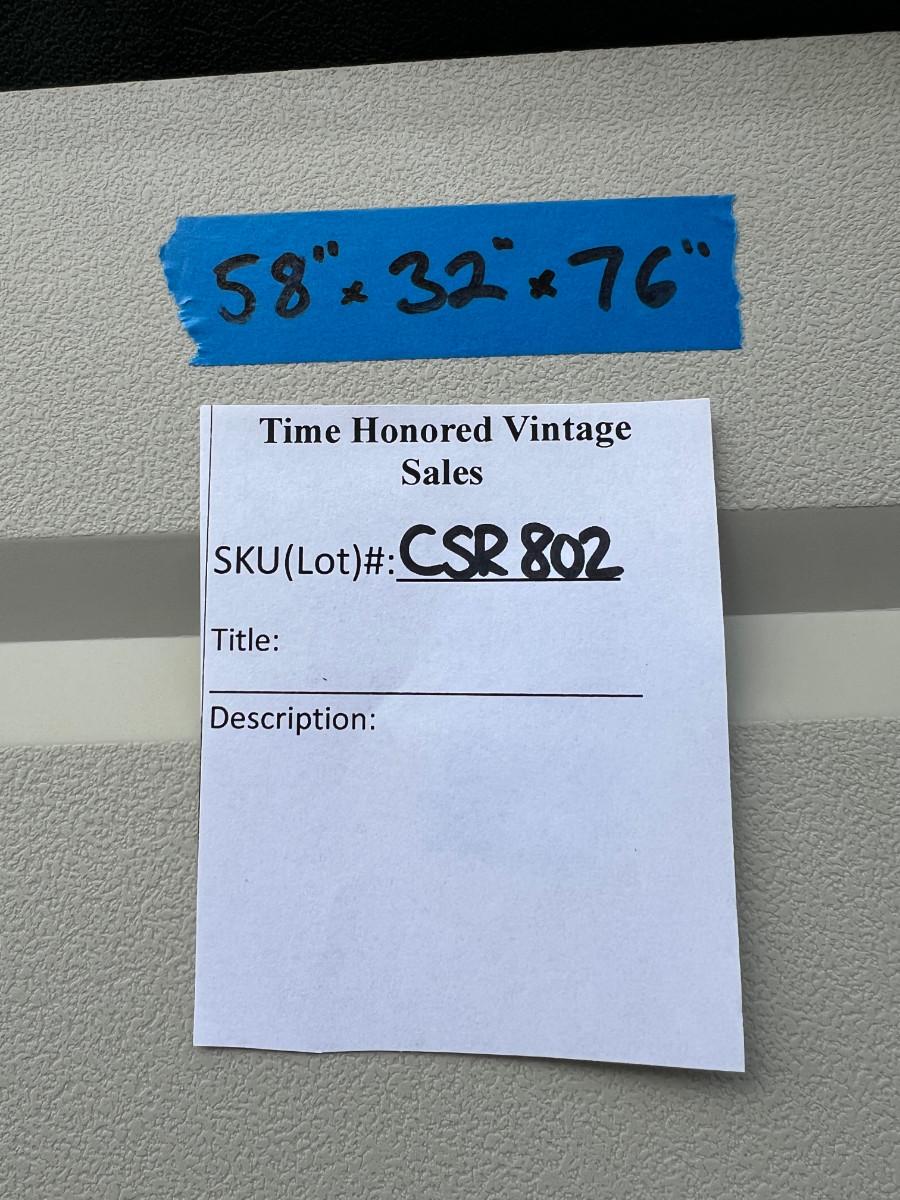 58" x 32" x 76"
Time Honored Vintage
Sales
SKU(Lot)#: CSR 802
Title:
Description: